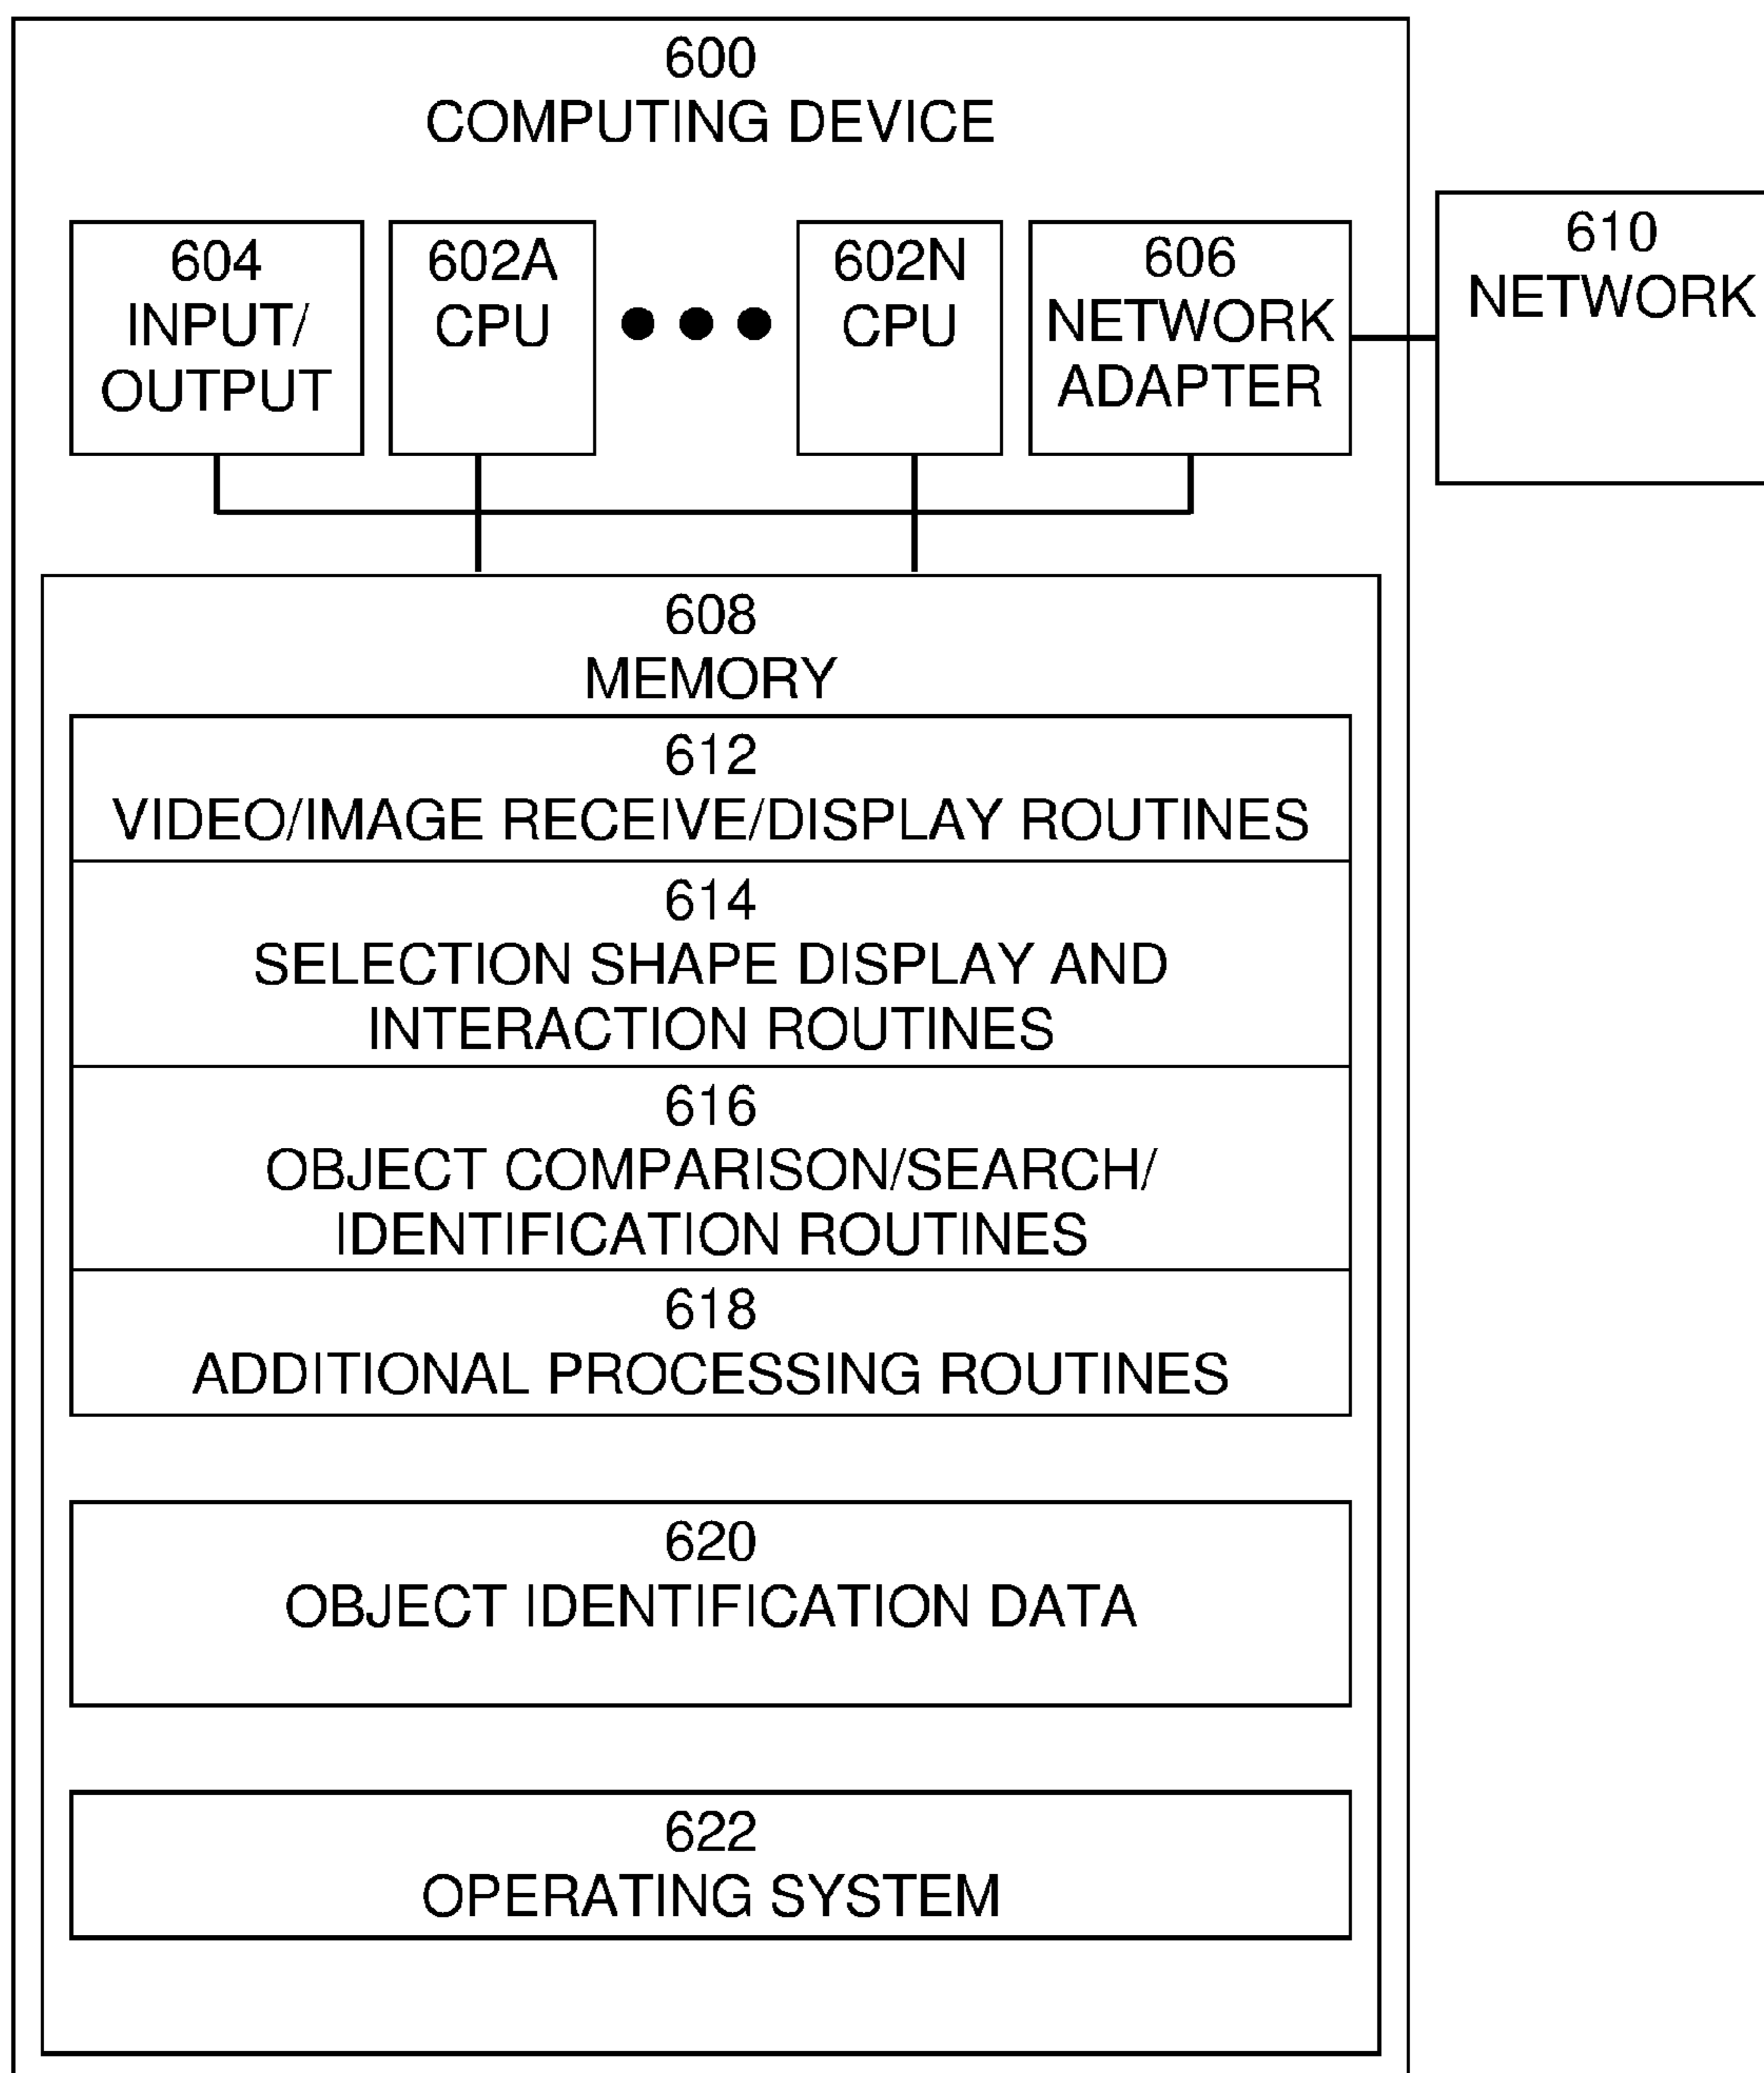 600
COMPUTING DEVICE
604
INPUT/
OUTPUT
602A
CPU
602N
CPU
606
NETWORK
ADAPTER
610
NETWORK
608
MEMORY
612
VIDEO/IMAGE RECEIVE/DISPLAY ROUTINES
614
SELECTION SHAPE DISPLAY AND
INTERACTION ROUTINES
616
OBJECT COMPARISON/SEARCH/
IDENTIFICATION ROUTINES
618
ADDITIONAL PROCESSING ROUTINES
620
OBJECT IDENTIFICATION DATA
622
OPERATING SYSTEM